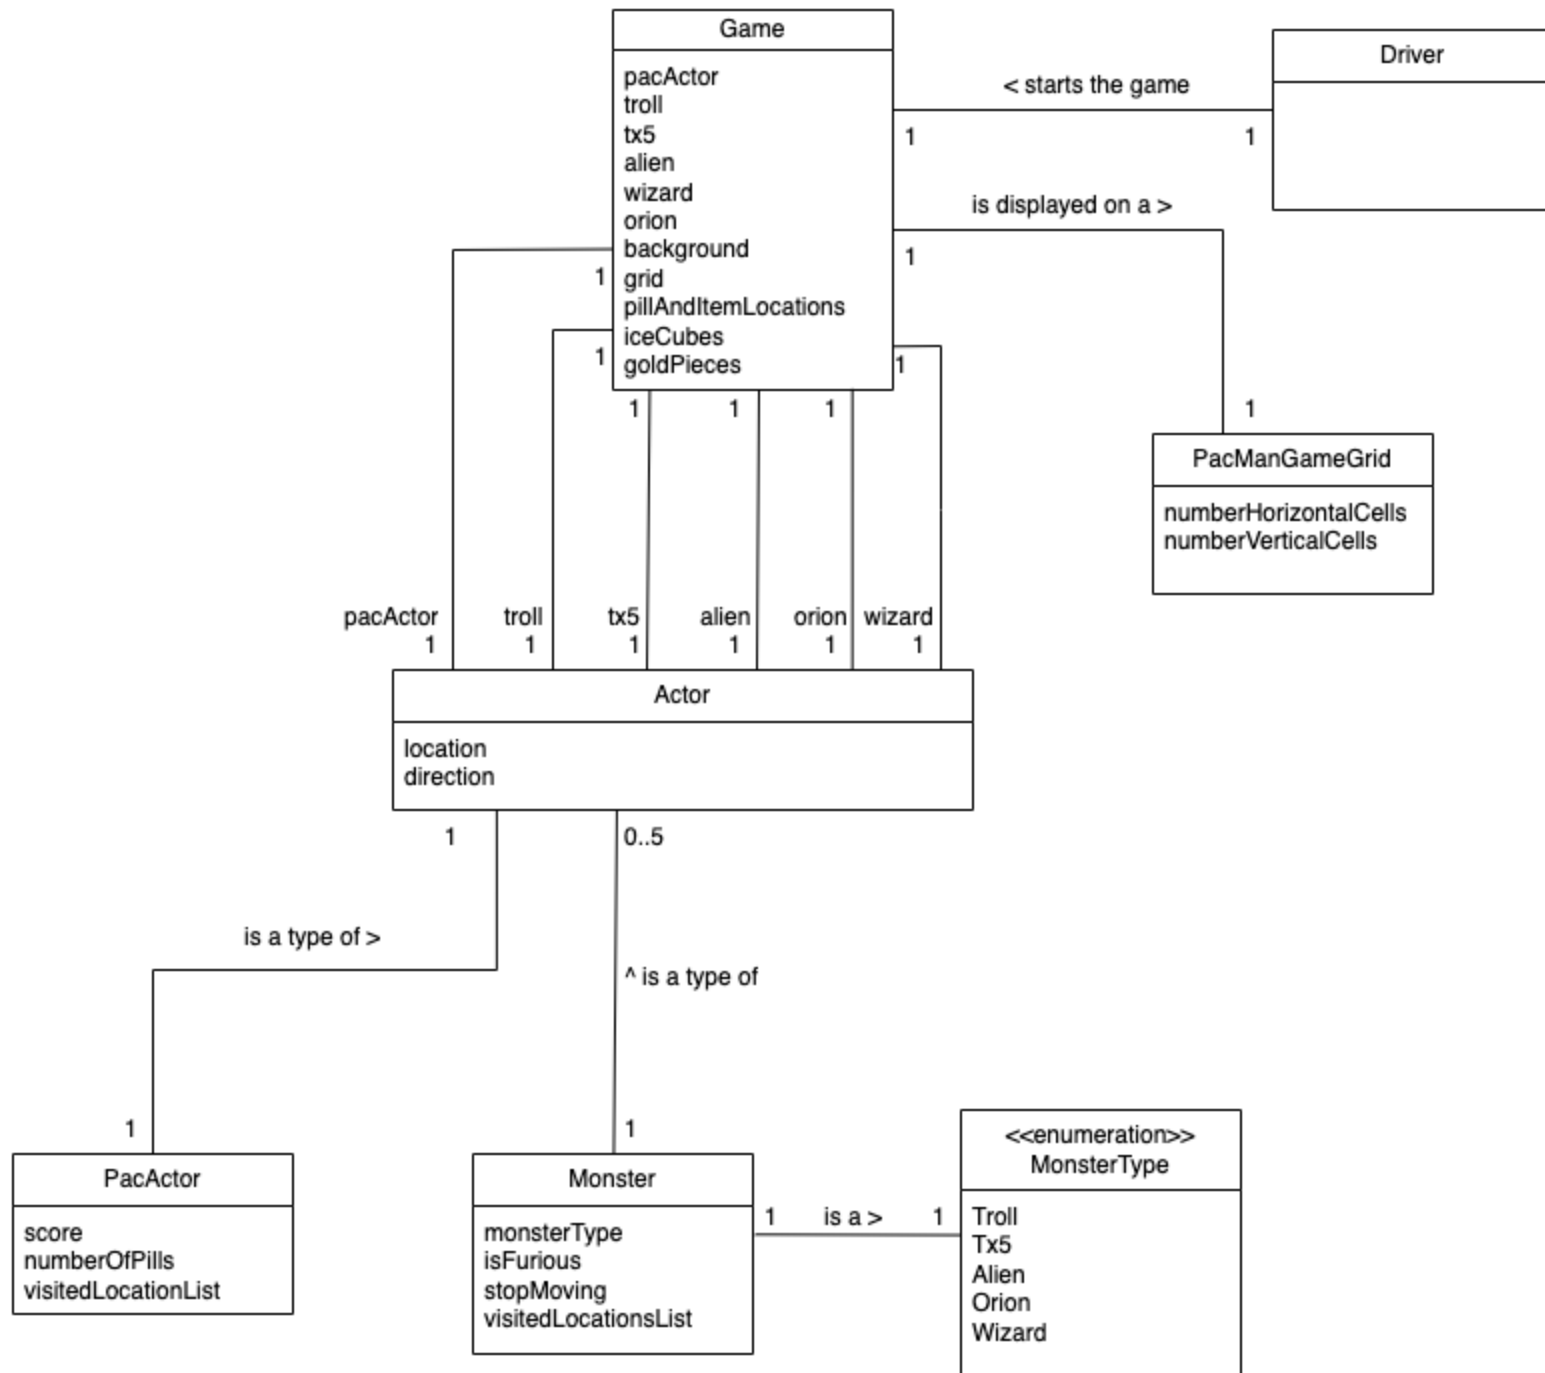 Game
pacActor
troll
tx5
alien
wizard
orion
background
grid
pillAndItemLocations
iceCubes
goldPieces
Driver
< starts the game
1
1
is displayed on a >
1
1
PacManGameGrid
numberHorizontalCells
numberVerticalCells
1
1
1
1
1
1
pacActor
troll
tx5
alien
orion
wizard
1
1
1
1
1
1
Actor
location
direction
1
0..5
is a type of >
^ is a type of
1
1
PacActor
score
numberOfPills
visitedLocationList
Monster
monsterType
isFurious
stopMoving
visitedLocationsList
1
is a >
1
<<enumeration>>
MonsterType
Troll
Tx5
Alien
Orion
Wizard